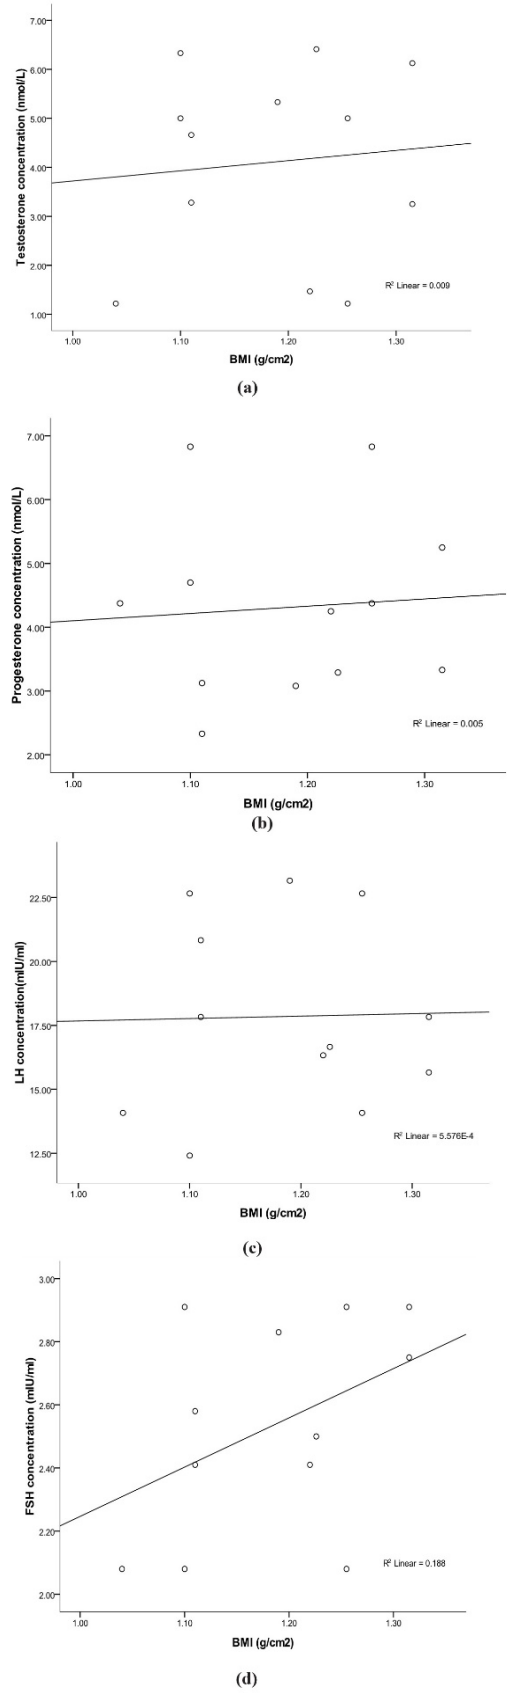 7.00
6.00
5.00
4.00
3.00
2.00
1.00
Testosterone concentration (nmol/L)
R² Linear = 0.009
1.00 1.10 1.20 1.30
BMI (g/cm2)
(a)
7.00
6.00
5.00
4.00
3.00
2.00
Progesterone concentration (nmol/L)
R² Linear = 0.005
1.00 1.10 1.20 1.30
BMI (g/cm2)
(b)
22.50
20.00
17.50
15.00
12.50
LH concentration(mIU/ml)
R² Linear = 5.576E-4
1.00 1.10 1.20 1.30
BMI (g/cm2)
(c)
3.00
2.80
2.60
2.40
2.20
2.00
FSH concentration (mIU/ml)
R² Linear = 0.188
1.00 1.10 1.20 1.30
BMI (g/cm2)
(d)